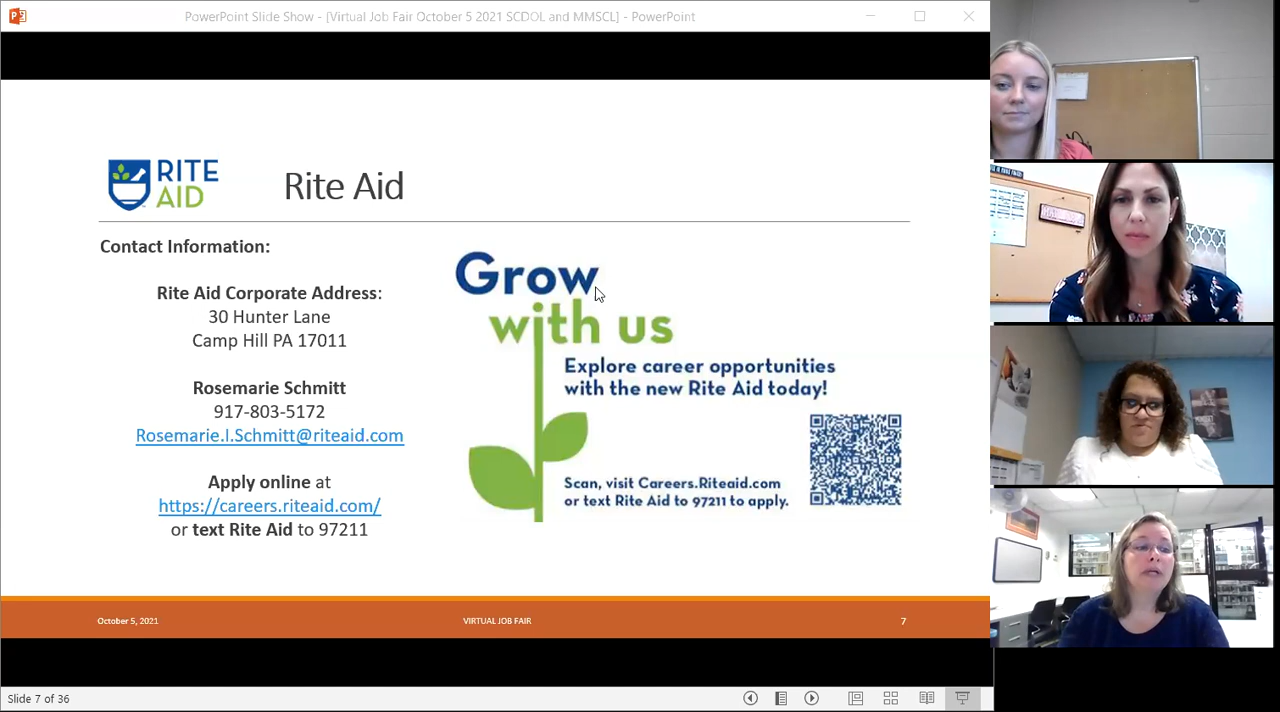 PowerPoint Slide Show - [Virtual Job Fair October 5 2021 SCDOL and MMSCL] - PowerPoint
RITE
AID
Rite Aid
Contact Information:
Rite Aid Corporate Address:
30 Hunter Lane
Camp Hill PA 17011
Rosemarie Schmitt
917-803-5172
Rosemarie.I.Schmitt@riteaid.com
Apply online at
https://careers.riteaid.com/
or text Rite Aid to 97211
Grow
with us
Explore career opportunities
with the new Rite Aid today!
Scan, visit Careers.Riteaid.com
or text Rite Aid to 97211 to apply.
October 5, 2021
VIRTUAL JOB FAIR
7
Slide 7 of 36
MINDSET